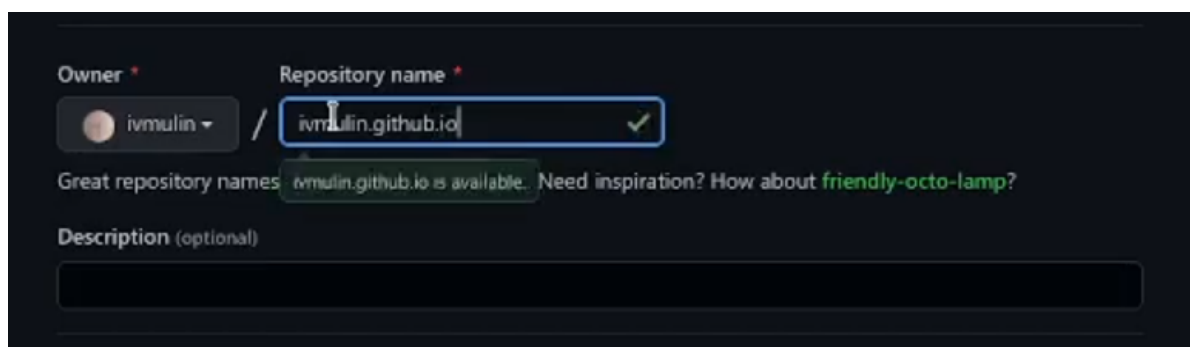 Owner * Repository name *
ivmulin / ivmulin.github.io
Great repository names ivmulin.github.io is available. Need inspiration? How about friendly-octo-lamp?
Description (optional)